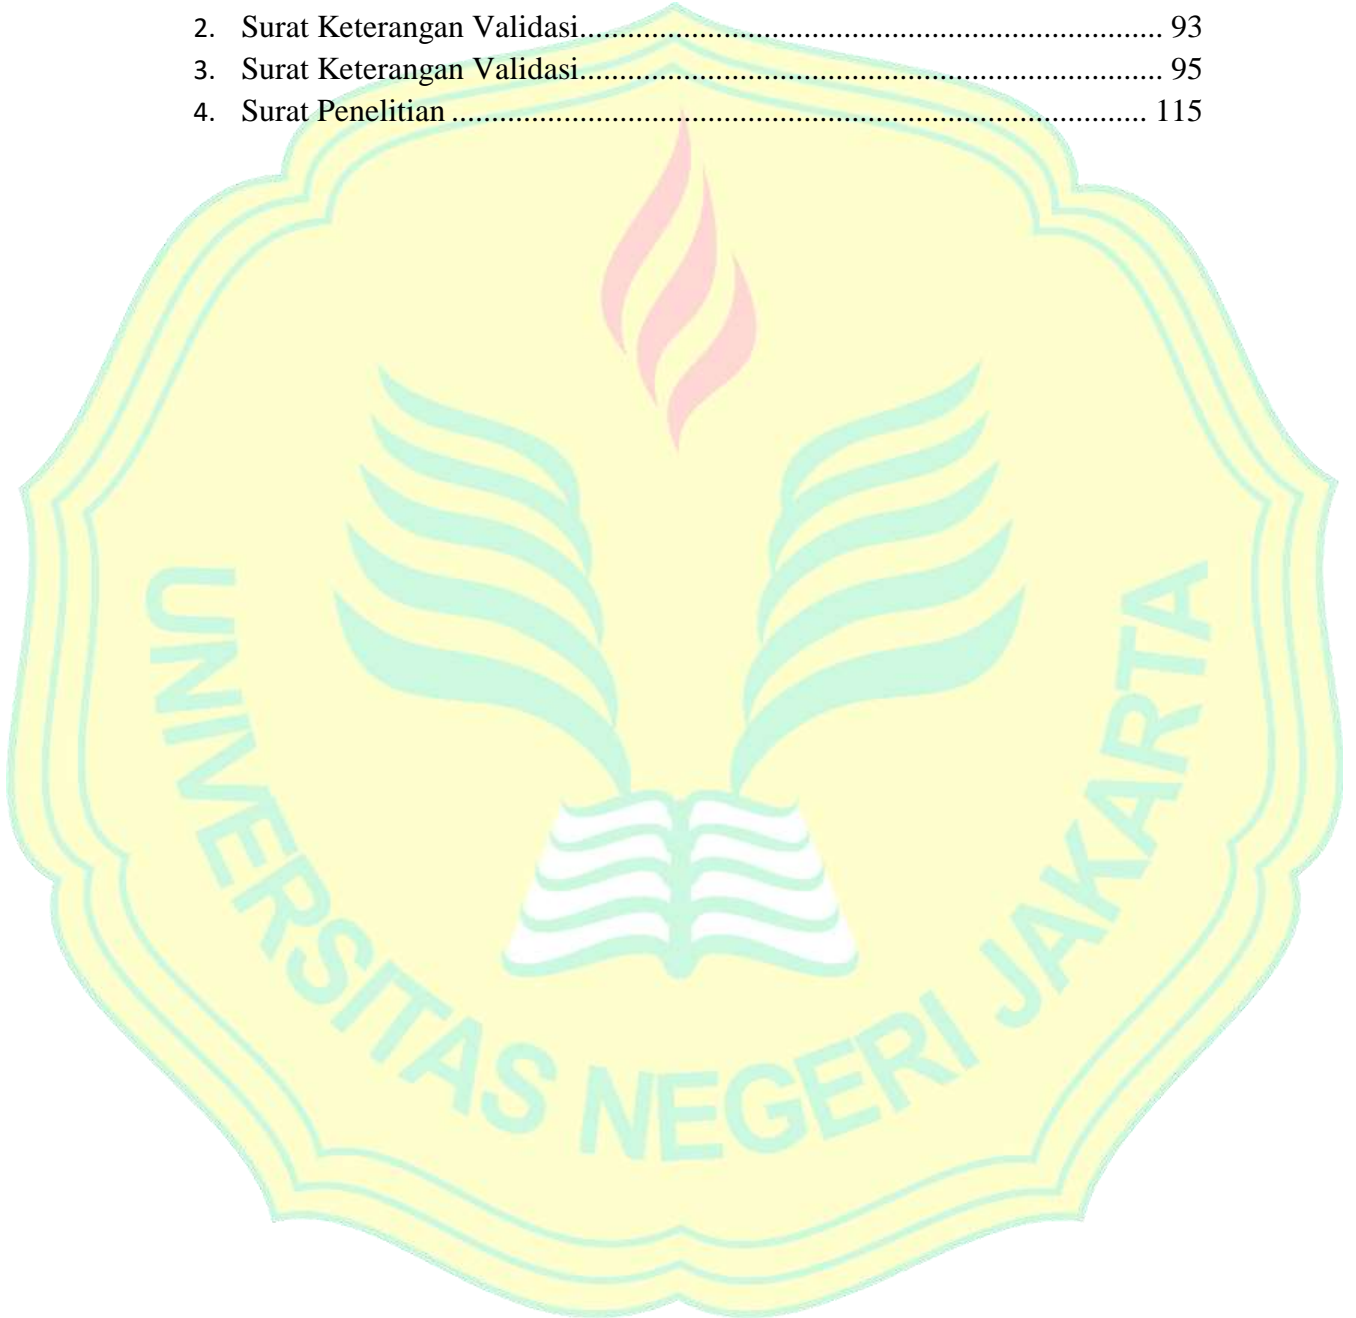 2. Surat Keterangan Validasi.......................................................................... 93
3. Surat Keterangan Validasi.......................................................................... 95
4. Surat Penelitian ........................................................................................ 115
UNIVERSITAS NEGERI JAKARTA